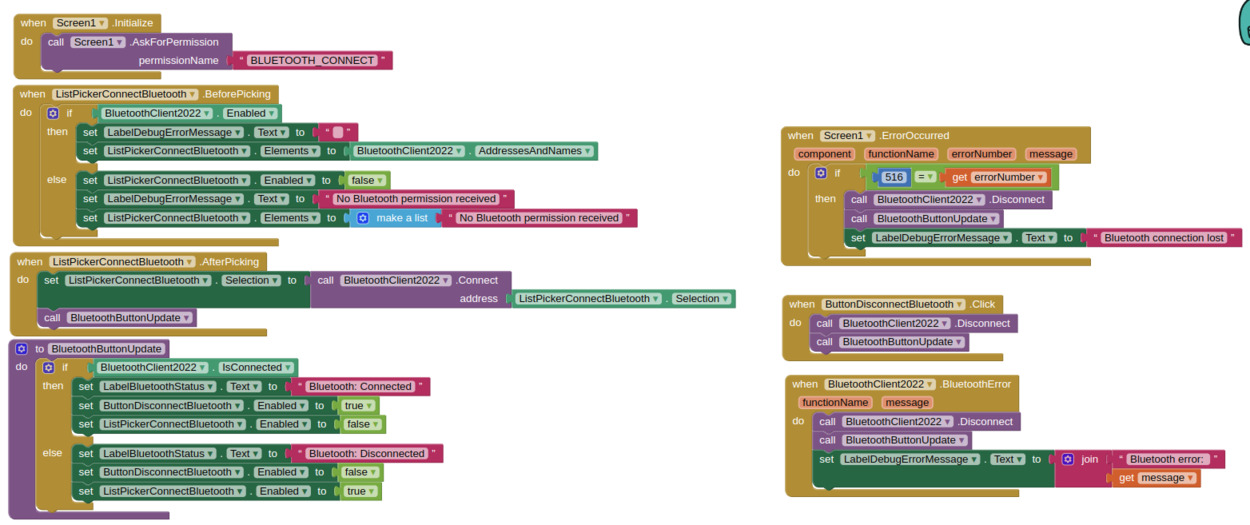 when Screen1 .Initialize
do call Screen1 .AskForPermission
permissionName "BLUETOOTH_CONNECT"
when ListPickerConnectBluetooth .BeforePicking
do if BluetoothClient2022 . Enabled
then set LabelDebugErrorMessage . Text to " "
set ListPickerConnectBluetooth . Elements to BluetoothClient2022 . AddressesAndNames
else set ListPickerConnectBluetooth . Enabled to false
set LabelDebugErrorMessage . Text to "No Bluetooth permission received"
set ListPickerConnectBluetooth . Elements to make a list "No Bluetooth permission received"
when ListPickerConnectBluetooth .AfterPicking
do set ListPickerConnectBluetooth . Selection to call BluetoothClient2022 .Connect
address ListPickerConnectBluetooth . Selection
call BluetoothButtonUpdate
to BluetoothButtonUpdate
do if BluetoothClient2022 . IsConnected
then set LabelBluetoothStatus . Text to "Bluetooth: Connected"
set ButtonDisconnectBluetooth . Enabled to true
set ListPickerConnectBluetooth . Enabled to false
else set LabelBluetoothStatus . Text to "Bluetooth: Disconnected"
set ButtonDisconnectBluetooth . Enabled to false
set ListPickerConnectBluetooth . Enabled to true
when Screen1 .ErrorOccurred
component functionName errorNumber message
do if 516 = get errorNumber
then call BluetoothClient2022 .Disconnect
call BluetoothButtonUpdate
set LabelDebugErrorMessage . Text to "Bluetooth connection lost"
when ButtonDisconnectBluetooth .Click
do call BluetoothClient2022 .Disconnect
call BluetoothButtonUpdate
when BluetoothClient2022 .BluetoothError
functionName message
do call BluetoothClient2022 .Disconnect
call BluetoothButtonUpdate
set LabelDebugErrorMessage . Text to join "Bluetooth error: "
get message